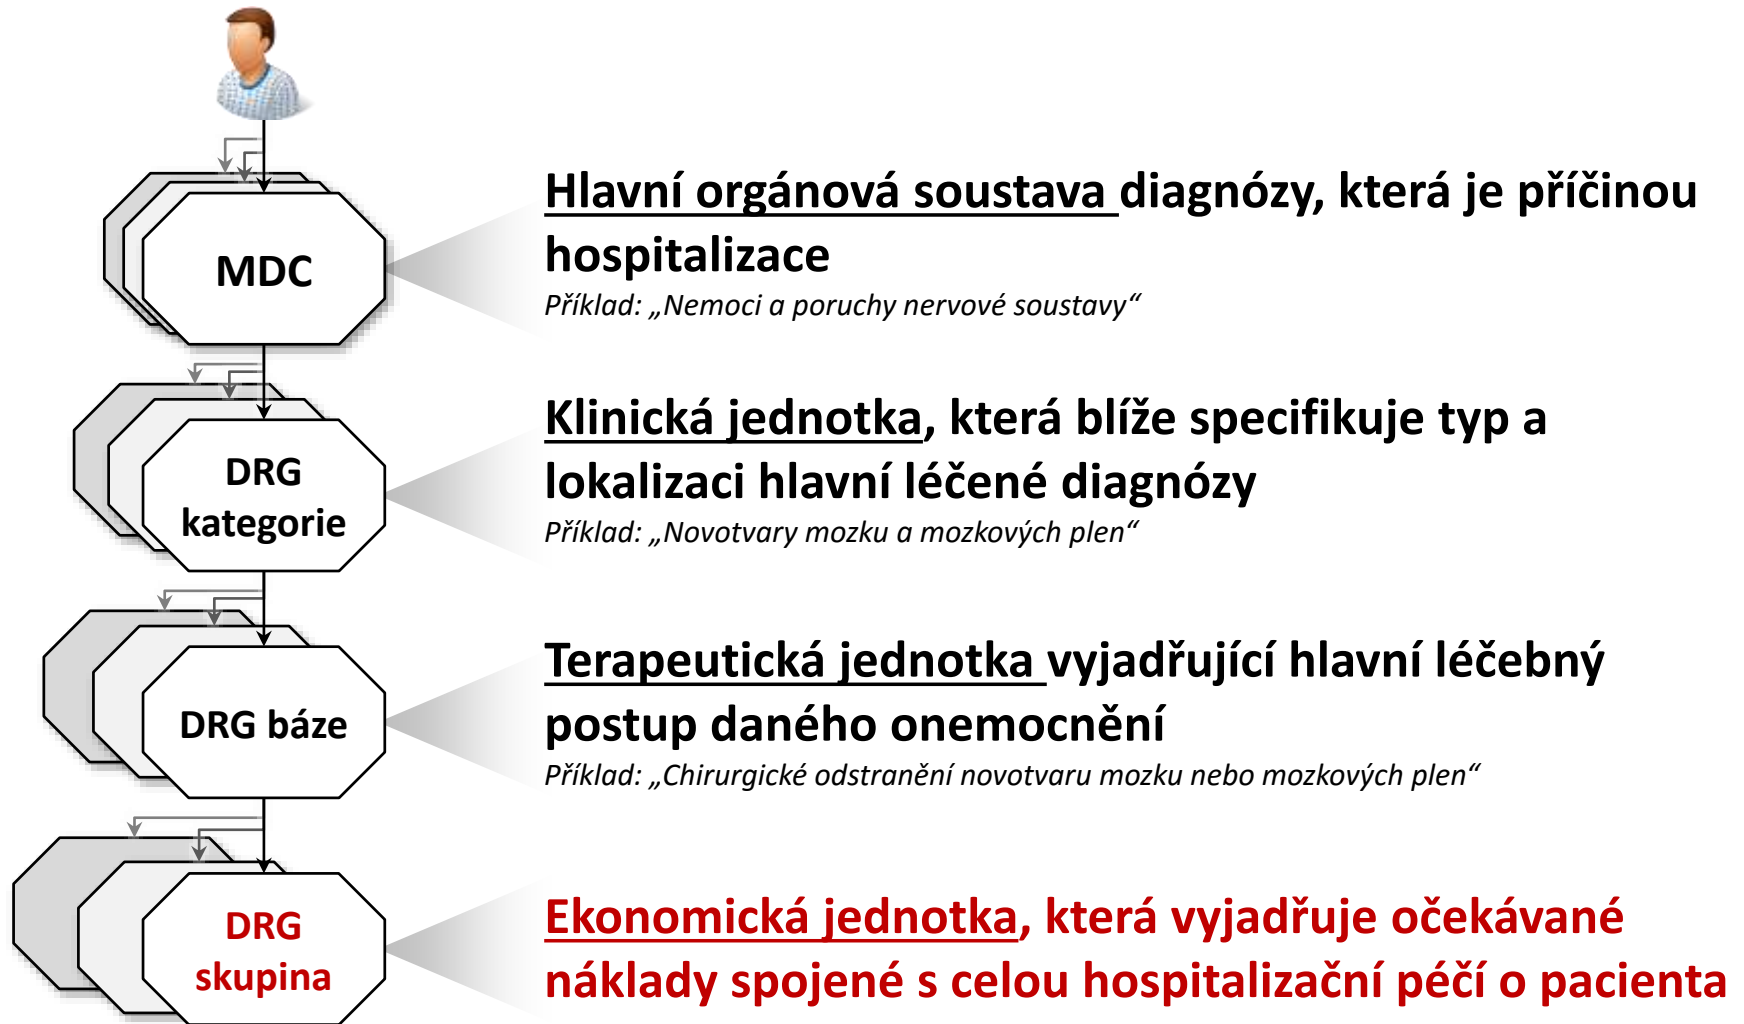 MDC
Hlavní orgánová soustava diagnózy, která je příčinou
hospitalizace
Příklad: „Nemoci a poruchy nervové soustavy“
DRG
kategorie
Klinická jednotka, která blíže specifikuje typ a
lokalizaci hlavní léčené diagnózy
Příklad: „Novotvary mozku a mozkových plen“
DRG báze
Terapeutická jednotka vyjadřující hlavní léčebný
postup daného onemocnění
Příklad: „Chirurgické odstranění novotvaru mozku nebo mozkových plen“
DRG
skupina
Ekonomická jednotka, která vyjadřuje očekávané
náklady spojené s celou hospitalizační péčí o pacienta